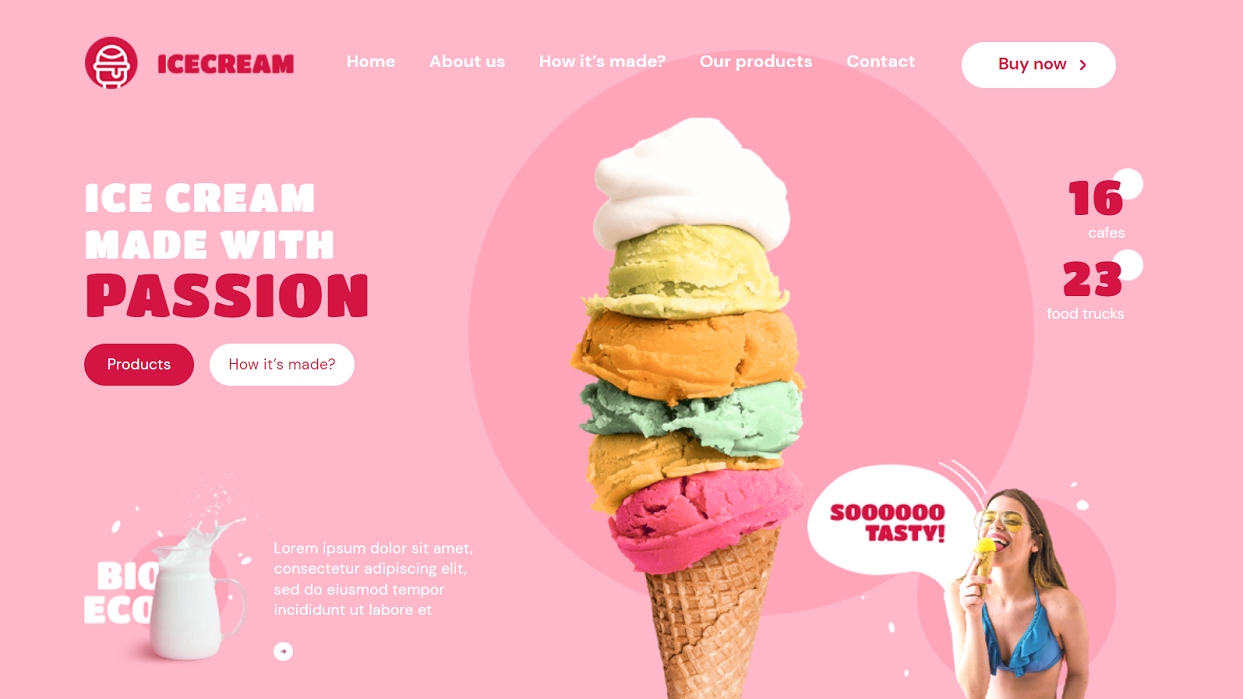 ICECREAM
Home
About us
How it's made?
Our products
Contact
Buy now
ICE CREAM
MADE WITH
PASSION
Products
How it's made?
16
cafes
23
food trucks
SOOOOOO
TASTY!
BIO
ECO
Lorem ipsum dolor sit amet,
consectetur adipiscing elit,
sed do eiusmod tempor
incididunt ut labore et